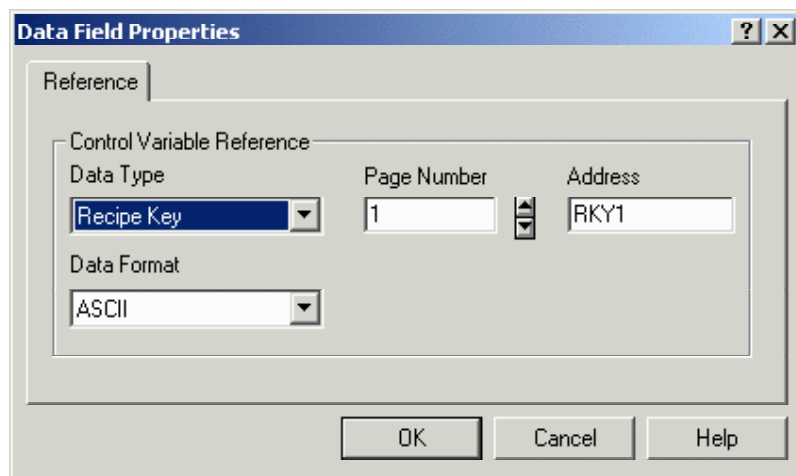 Data Field Properties
Reference
Control Variable Reference
Data Type Page Number Address
Recipe Key 1 RKY1
Data Format
ASCII
OK Cancel Help